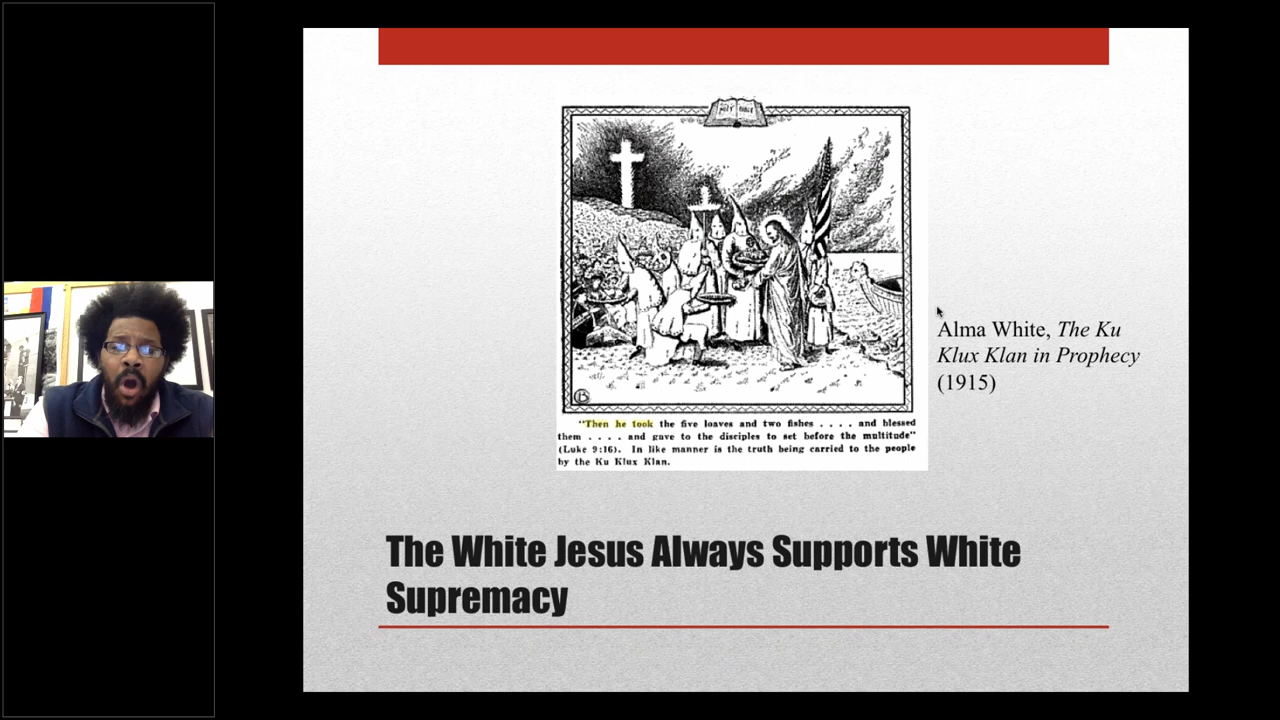 HOLY BIBLE
"Then he took the five loaves and two fishes . . . . and blessed
them . . . . and gave to the disciples to set before the multitude"
(Luke 9:16). In like manner is the truth being carried to the people
by the Ku Klux Klan.
Alma White, The Ku
Klux Klan in Prophecy
(1915)
The White Jesus Always Supports White
Supremacy